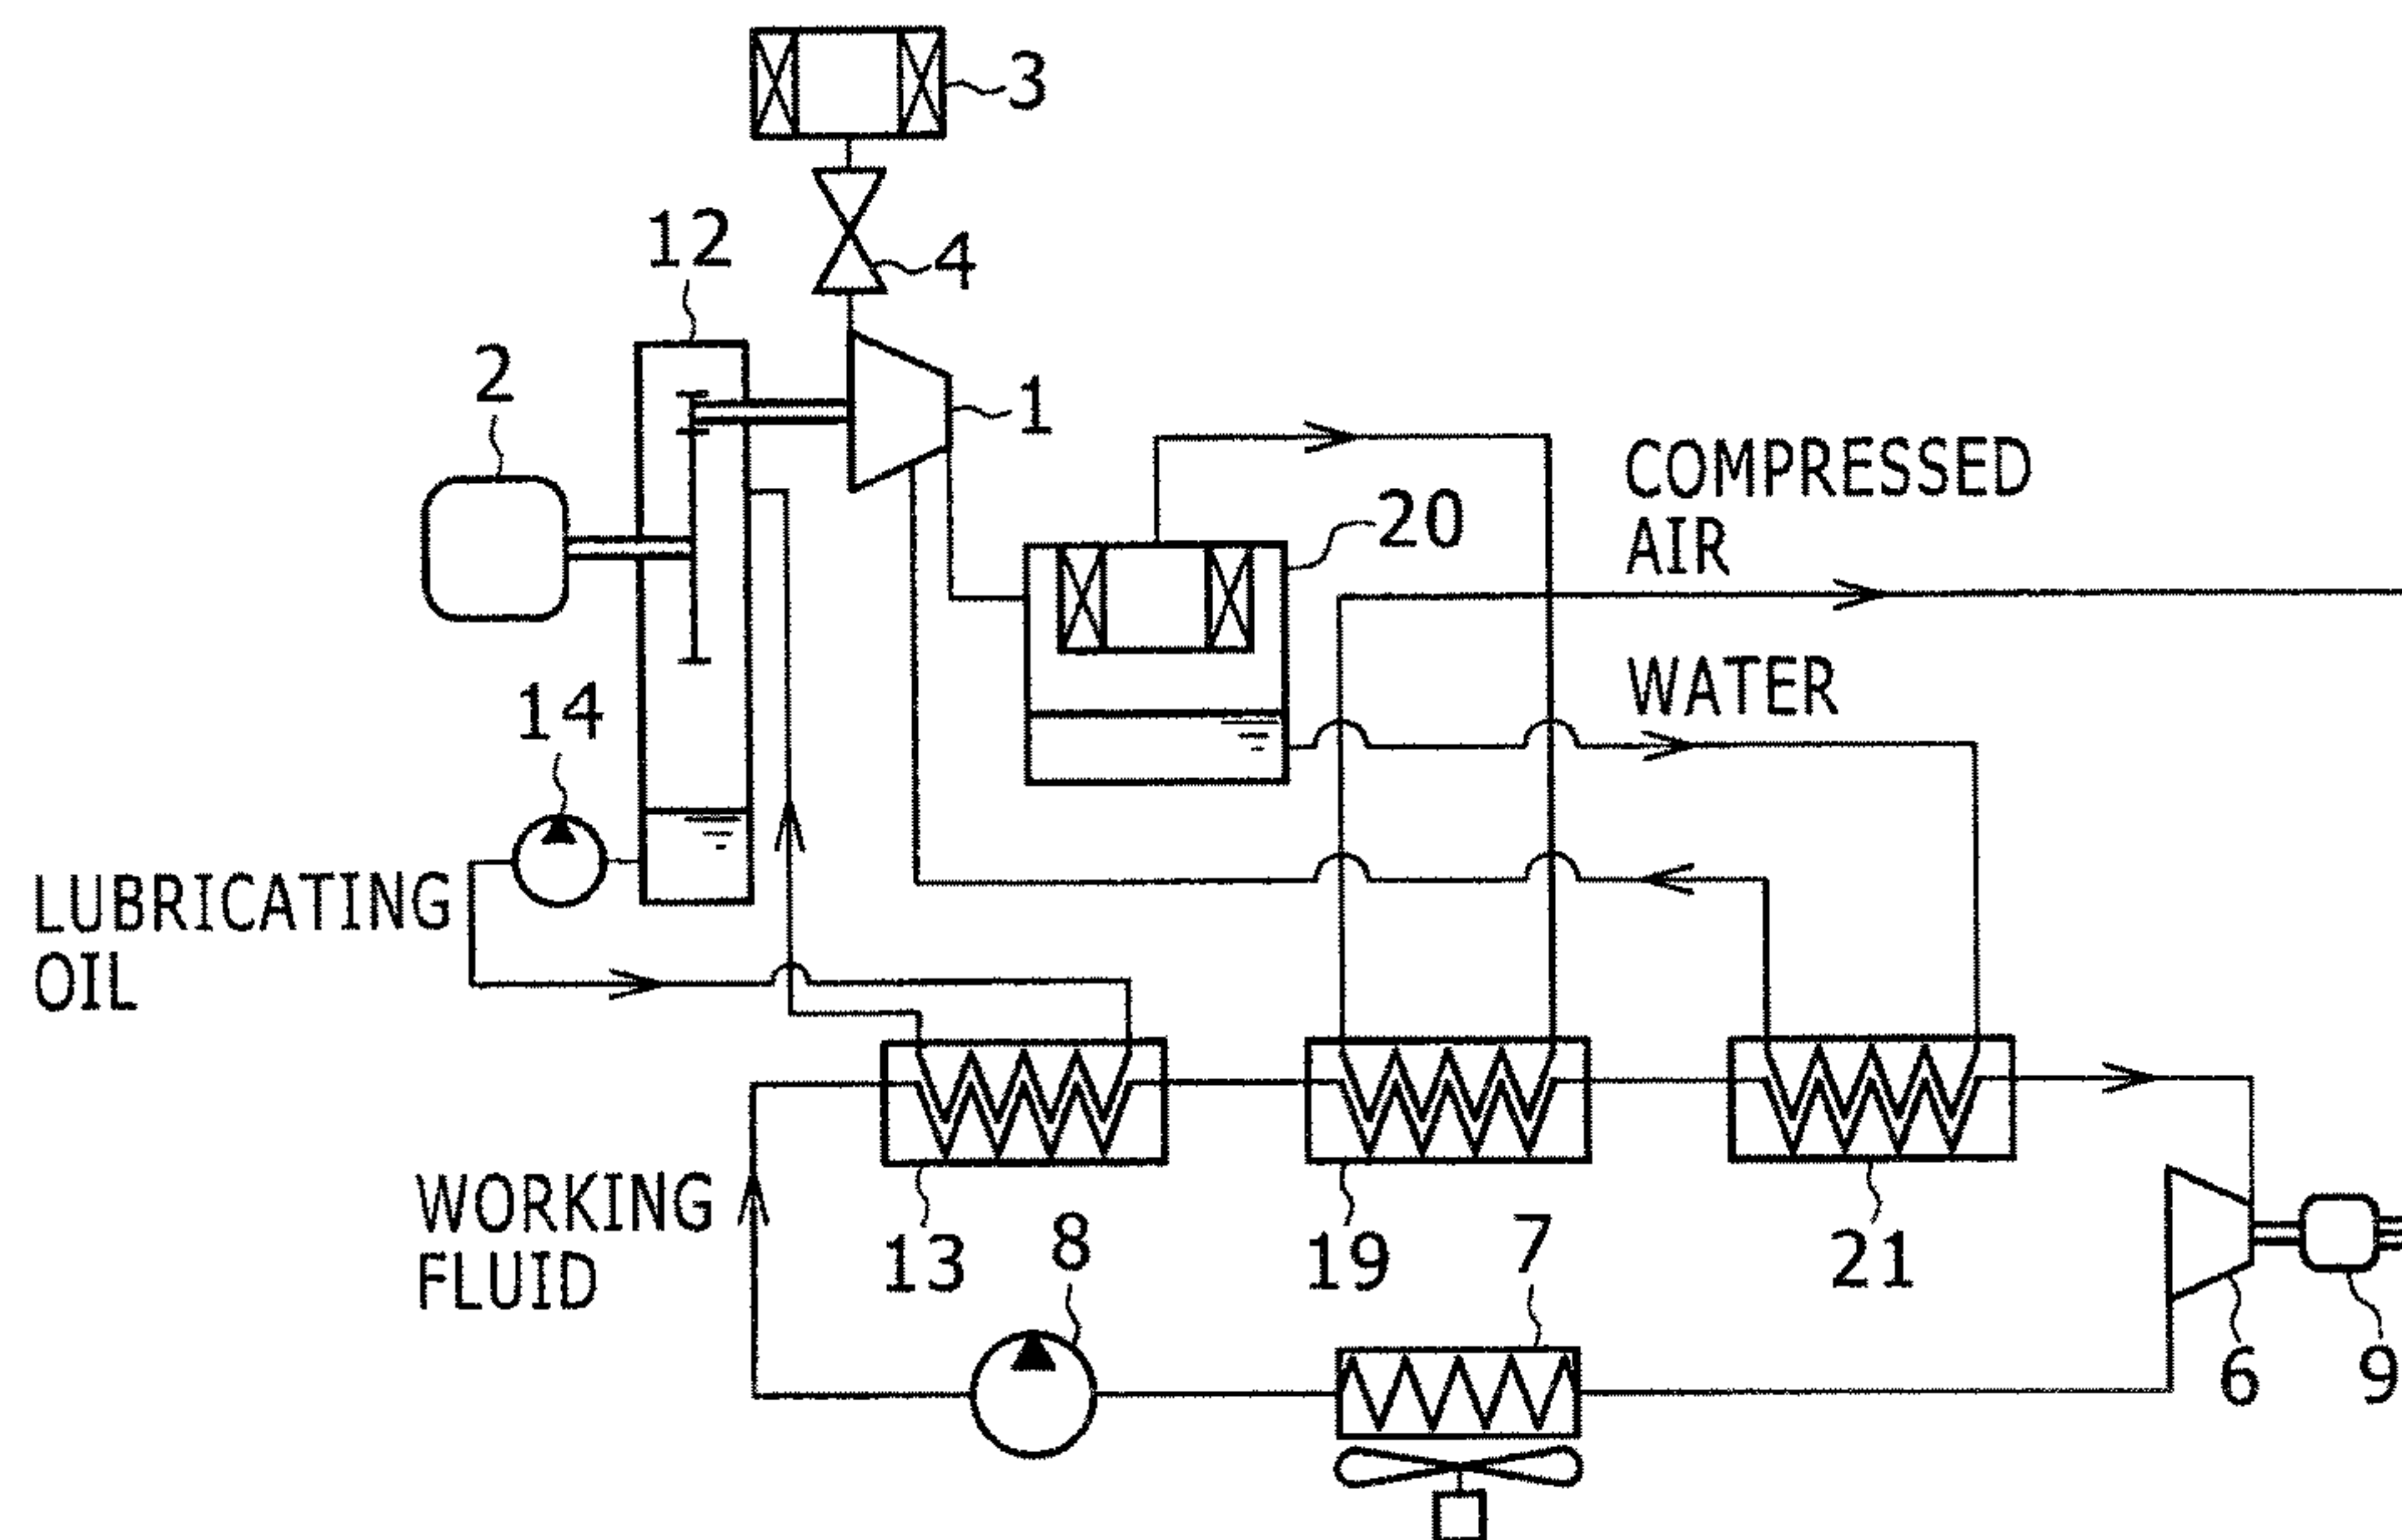 3
12
4
2
1
20
COMPRESSED
AIR
14
WATER
LUBRICATING
OIL
WORKING
FLUID
13
8
19
7
21
6
9